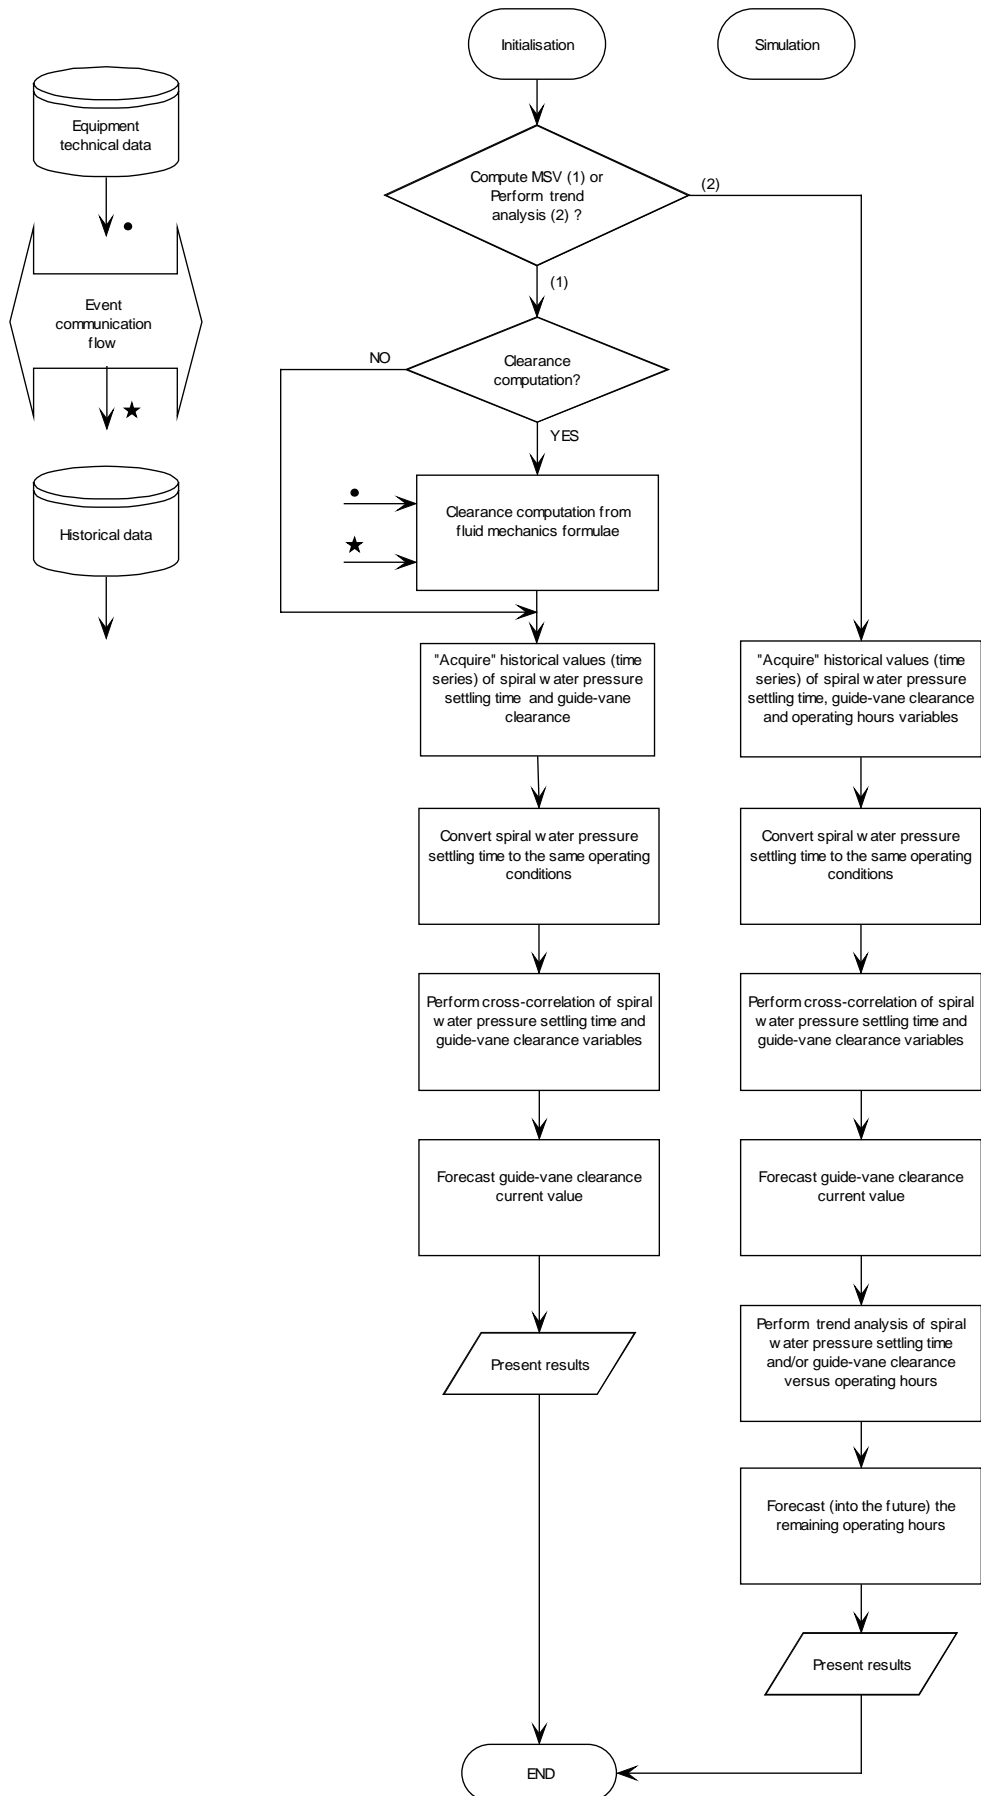 Initialisation
Simulation
Equipment
technical data
Compute MSV (1) or
Perform trend
analysis (2) ?
(2)
(1)
Event
communication
flow
NO
Clearance
computation?
YES
Clearance computation from
fluid mechanics formulae
Historical data
"Acquire" historical values (time
series) of spiral water pressure
settling time and guide-vane
clearance
"Acquire" historical values (time
series) of spiral water pressure
settling time, guide-vane clearance
and operating hours variables
Convert spiral water pressure
settling time to the same operating
conditions
Convert spiral water pressure
settling time to the same operating
conditions
Perform cross-correlation of spiral
water pressure settling time and
guide-vane clearance variables
Perform cross-correlation of spiral
water pressure settling time and
guide-vane clearance variables
Forecast guide-vane clearance
current value
Forecast guide-vane clearance
current value
Perform trend analysis of spiral
water pressure settling time
and/or guide-vane clearance
versus operating hours
Present results
Forecast (into the future) the
remaining operating hours
Present results
END